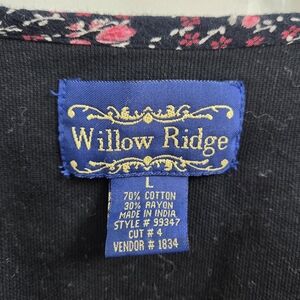 Willow Ridge
L
70% COTTON
30% RAYON
MADE IN INDIA
STYLE # 99347
CUT # 4
VENDOR # 1834